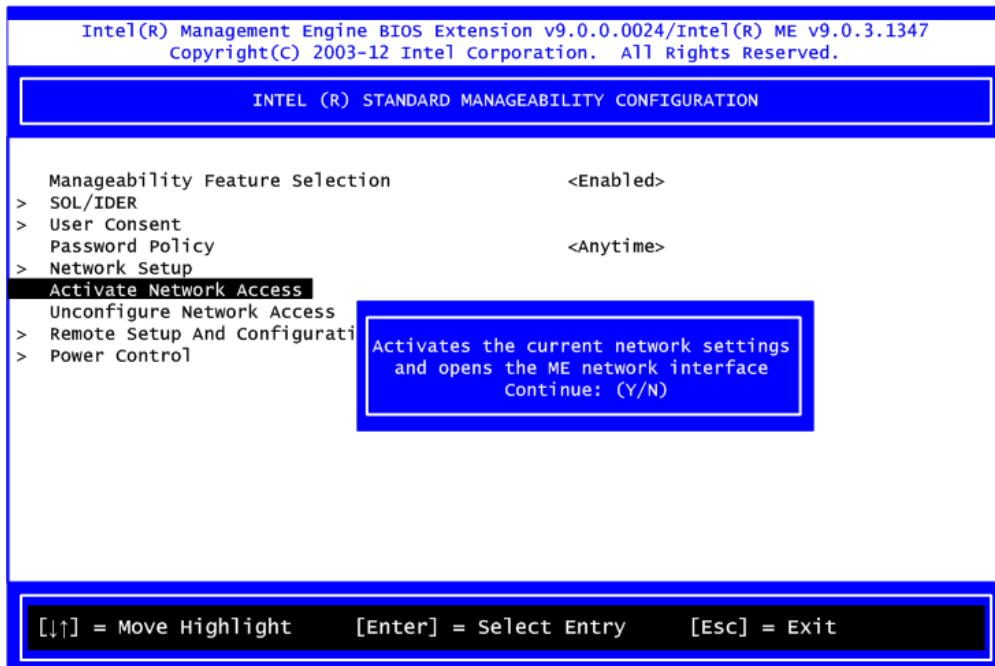 Intel(R) Management Engine BIOS Extension v9.0.0.0024/Intel(R) ME v9.0.3.1347
Copyright(C) 2003-12 Intel Corporation. All Rights Reserved.
INTEL (R) STANDARD MANAGEABILITY CONFIGURATION
Manageability Feature Selection <Enabled>
> SOL/IDER
> User Consent
Password Policy <Anytime>
> Network Setup
Activate Network Access
Unconfigure Network Access
> Remote Setup And Configurati
> Power Control
Activates the current network settings
and opens the ME network interface
Continue: (Y/N)
[↓↑] = Move Highlight [Enter] = Select Entry [Esc] = Exit